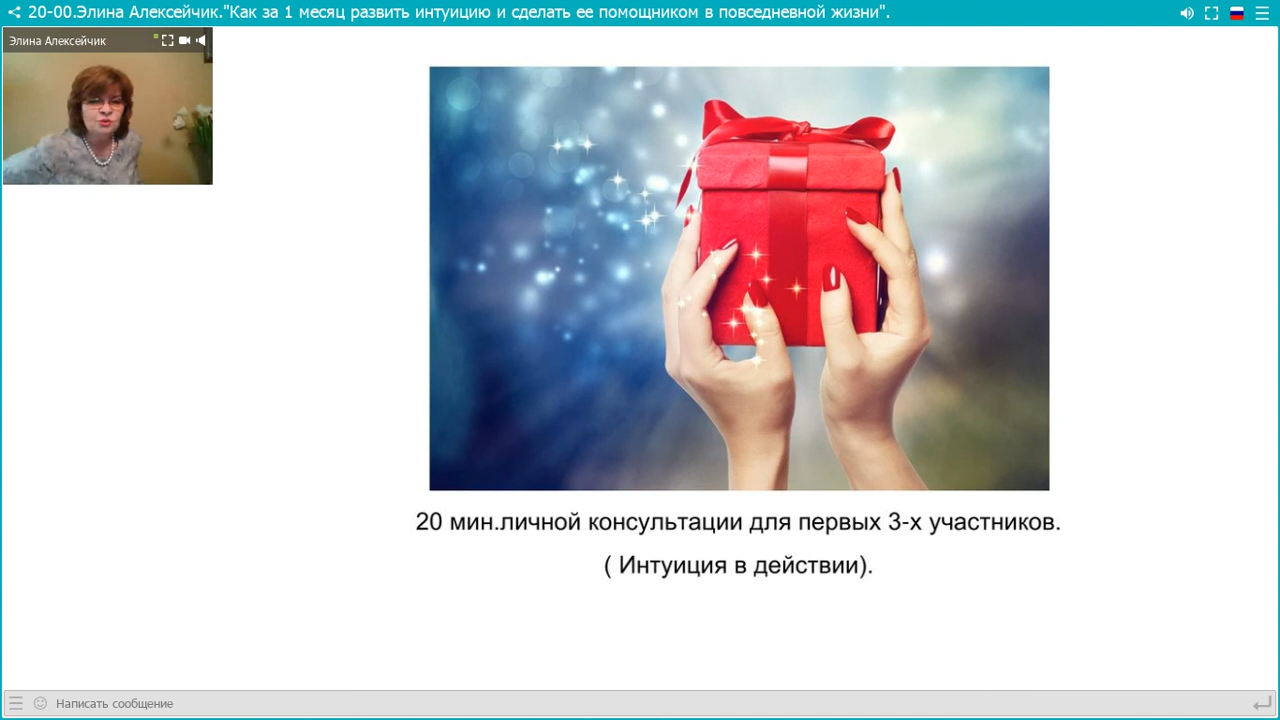 20-00.Элина Алексейчик."Как за 1 месяц развить интуицию и сделать ее помощником в повседневной жизни".
Элина Алексейчик
20 мин.личной консультации для первых 3-х участников.
( Интуиция в действии).
Написать сообщение